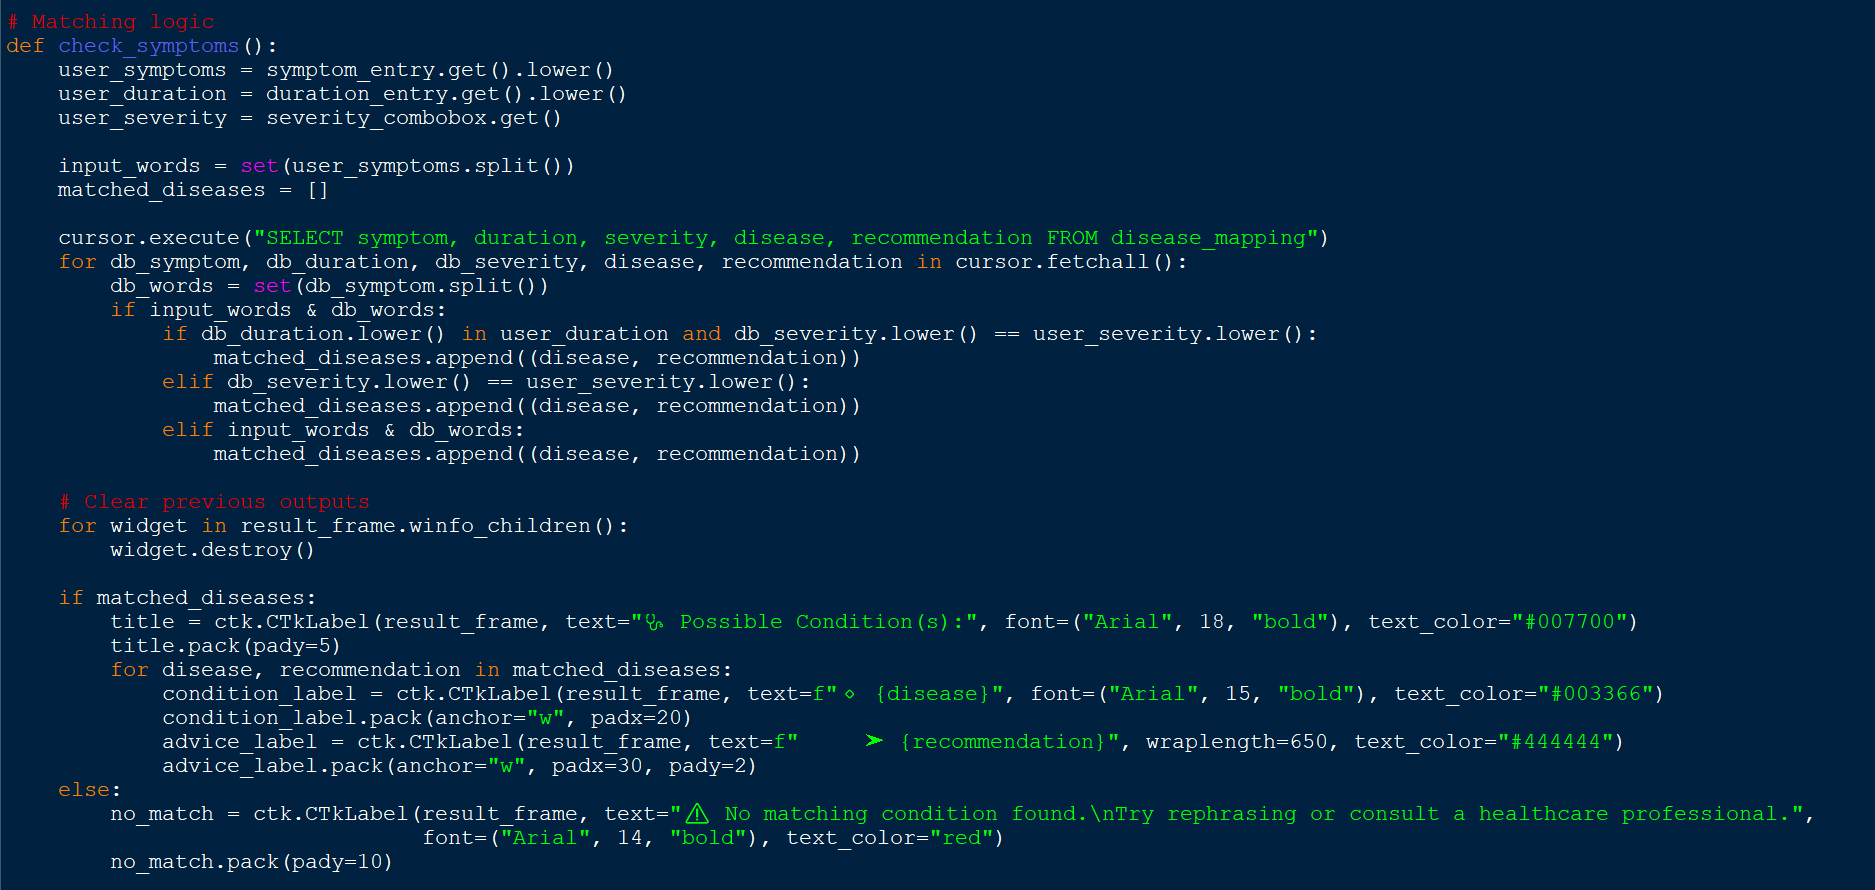 # Matching logic
def check_symptoms():
    user_symptoms = symptom_entry.get().lower()
    user_duration = duration_entry.get().lower()
    user_severity = severity_combobox.get()

    input_words = set(user_symptoms.split())
    matched_diseases = []

    cursor.execute("SELECT symptom, duration, severity, disease, recommendation FROM disease_mapping")
    for db_symptom, db_duration, db_severity, disease, recommendation in cursor.fetchall():
        db_words = set(db_symptom.split())
        if input_words & db_words:
            if db_duration.lower() in user_duration and db_severity.lower() == user_severity.lower():
                matched_diseases.append((disease, recommendation))
            elif db_severity.lower() == user_severity.lower():
                matched_diseases.append((disease, recommendation))
            elif input_words & db_words:
                matched_diseases.append((disease, recommendation))

    # Clear previous outputs
    for widget in result_frame.winfo_children():
        widget.destroy()

    if matched_diseases:
        title = ctk.CTkLabel(result_frame, text="🩺 Possible Condition(s):", font=("Arial", 18, "bold"), text_color="#007700")
        title.pack(pady=5)
        for disease, recommendation in matched_diseases:
            condition_label = ctk.CTkLabel(result_frame, text=f"🔹 {disease}", font=("Arial", 15, "bold"), text_color="#003366")
            condition_label.pack(anchor="w", padx=20)
            advice_label = ctk.CTkLabel(result_frame, text=f"     ➤ {recommendation}", wraplength=650, text_color="#444444")
            advice_label.pack(anchor="w", padx=30, pady=2)
    else:
        no_match = ctk.CTkLabel(result_frame, text="⚠ No matching condition found.\nTry rephrasing or consult a healthcare professional.",
                                font=("Arial", 14, "bold"), text_color="red")
        no_match.pack(pady=10)